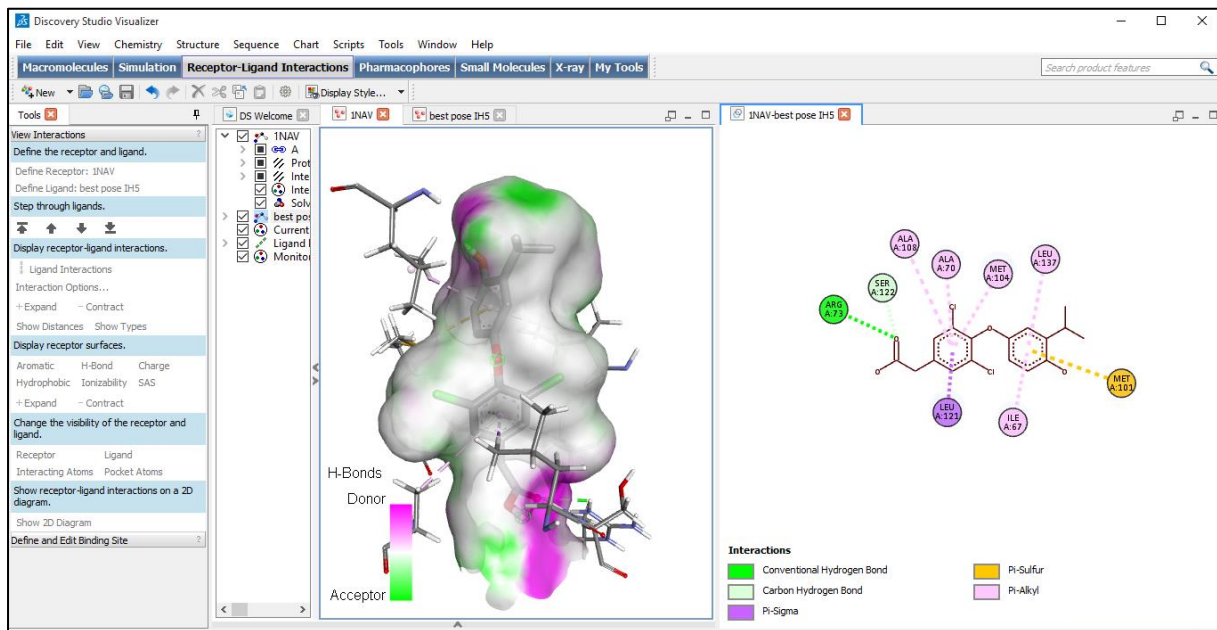 Discovery Studio Visualizer
File Edit View Chemistry Structure Sequence Chart Scripts Tools Window Help
Macromolecules Simulation Receptor-Ligand Interactions Pharmacophores Small Molecules X-ray My Tools
Search product features
New Display Style...
Tools
View Interactions ?
Define the receptor and ligand.
Define Receptor: 1NAV
Define Ligand: best pose IH5
Step through ligands.
Display receptor-ligand interactions.
Ligand Interactions
Interaction Options...
+Expand -Contract
Show Distances Show Types
Display receptor surfaces.
Aromatic H-Bond Charge
Hydrophobic Ionizability SAS
+Expand -Contract
Change the visibility of the receptor and
ligand.
Receptor Ligand
Interacting Atoms Pocket Atoms
Show receptor-ligand interactions on a 2D
diagram.
Show 2D Diagram
Define and Edit Binding Site ?
DS Welcome 1NAV best pose IH5
1NAV
A
Prot
Inte
Inte
Solv
best pos
Current
Ligand I
Monitor
H-Bonds
Donor
Acceptor
1NAV-best pose IH5
ALA
A:108
ALA
A:70
MET
A:104
LEU
A:137
SER
A:122
ARG
A:73
Cl
O
O
O
Cl
O
MET
A:101
LEU
A:121
ILE
A:67
Interactions
Conventional Hydrogen Bond
Carbon Hydrogen Bond
Pi-Sigma
Pi-Sulfur
Pi-Alkyl